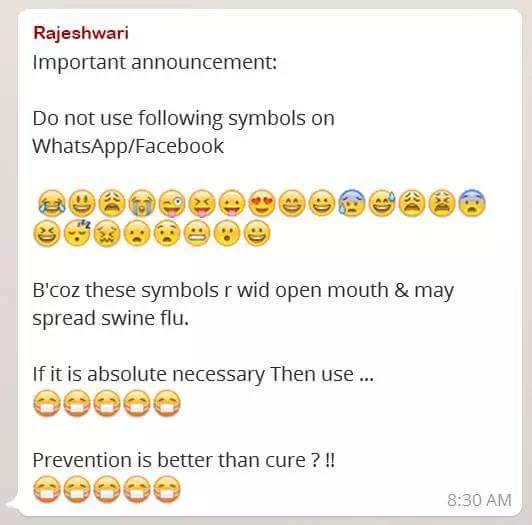 Rajeshwari
Important announcement:
Do not use following symbols on
WhatsApp/Facebook
😂😃😩😭😜😝😛😍😄😀😰😅😩😫😨
😆😴😖😦😧😬😮😀
B'coz these symbols r wid open mouth & may
spread swine flu.
If it is absolute necessary Then use ...
😷😷😷😷😷
Prevention is better than cure ? !!
😷😷😷😷😷
8:30 AM